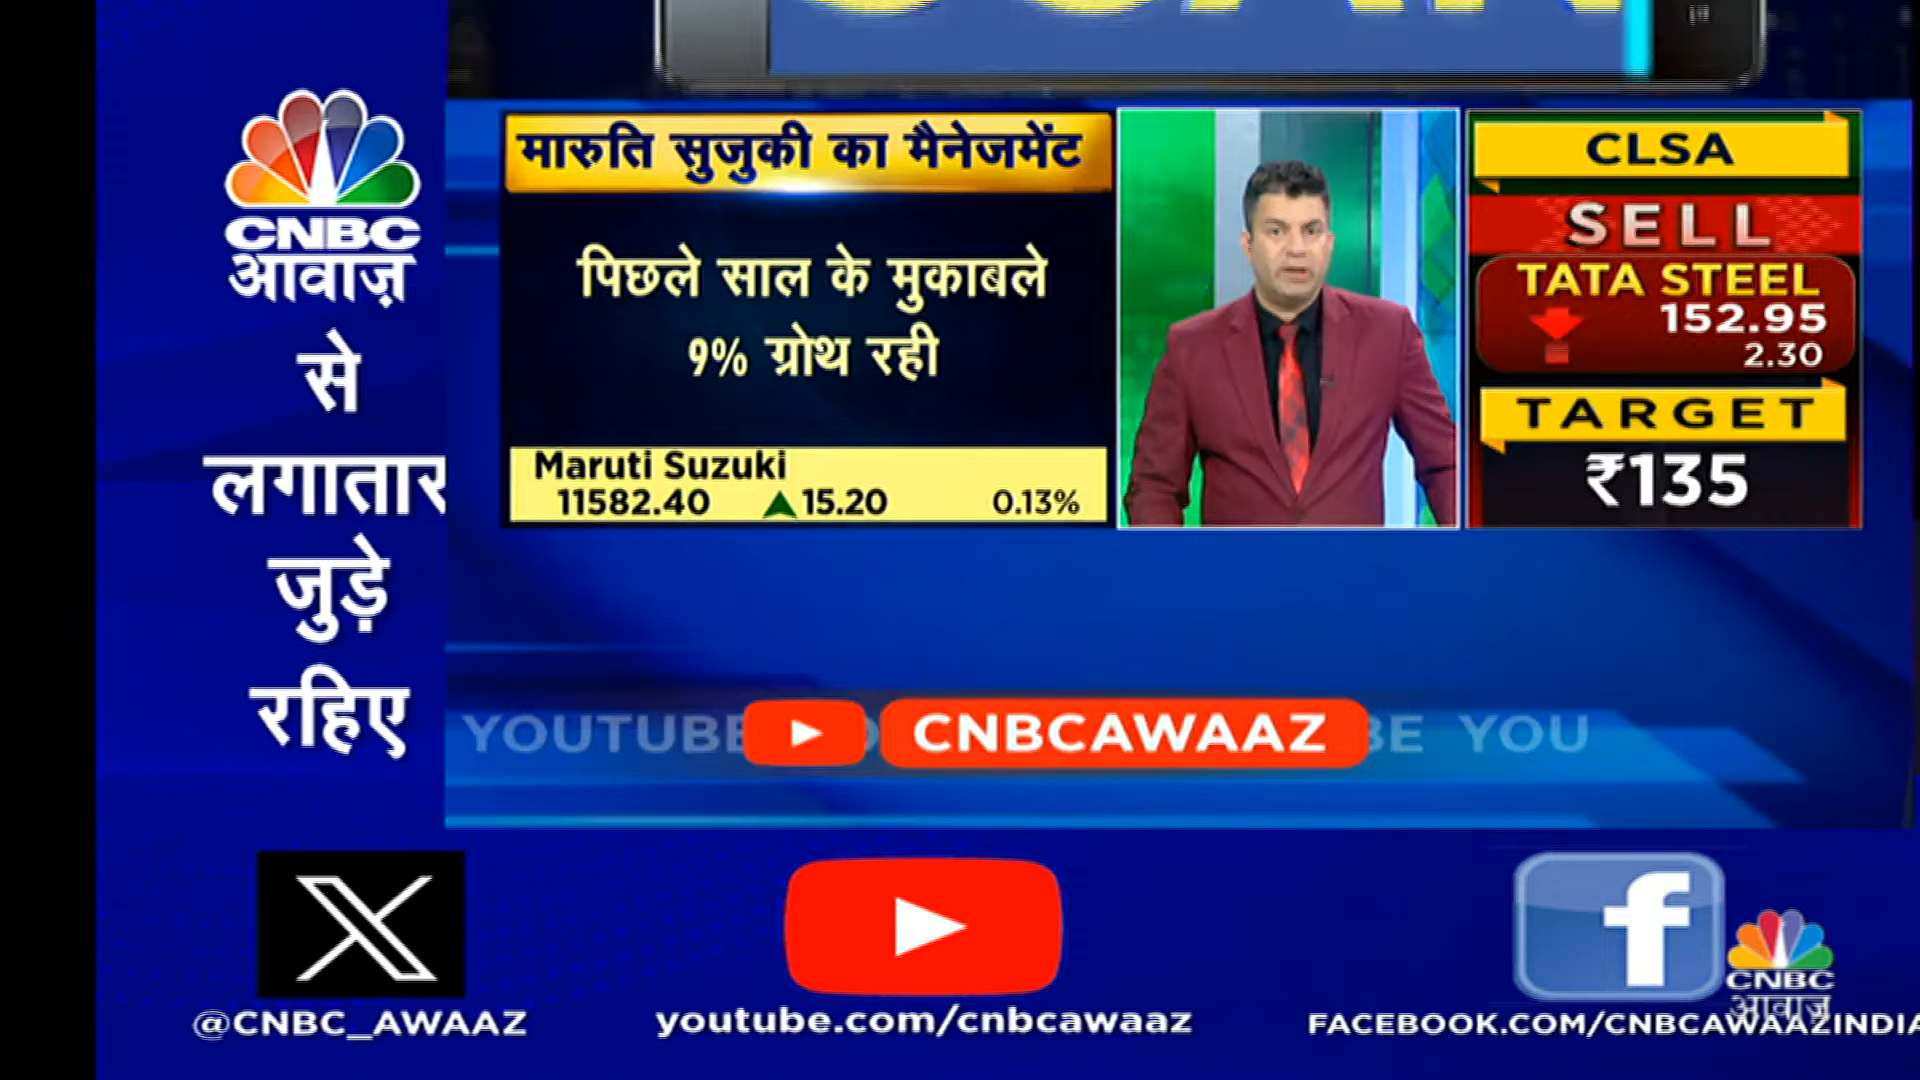 CNBC
आवाज़
से
लगातार
जुड़े
रहिए
मारुति सुजुकी का मैनेजमेंट
पिछले साल के मुकाबले
9% ग्रोथ रही
Maruti Suzuki
11582.40 ▲15.20 0.13%
CLSA
SELL
TATA STEEL
152.95
2.30
TARGET
₹135
YOUTUBE CNBCAWAAZ BE YOU
@CNBC_AWAAZ
youtube.com/cnbcawaaz
CNBC
आवाज़
FACEBOOK.COM/CNBCAWAAZINDIA